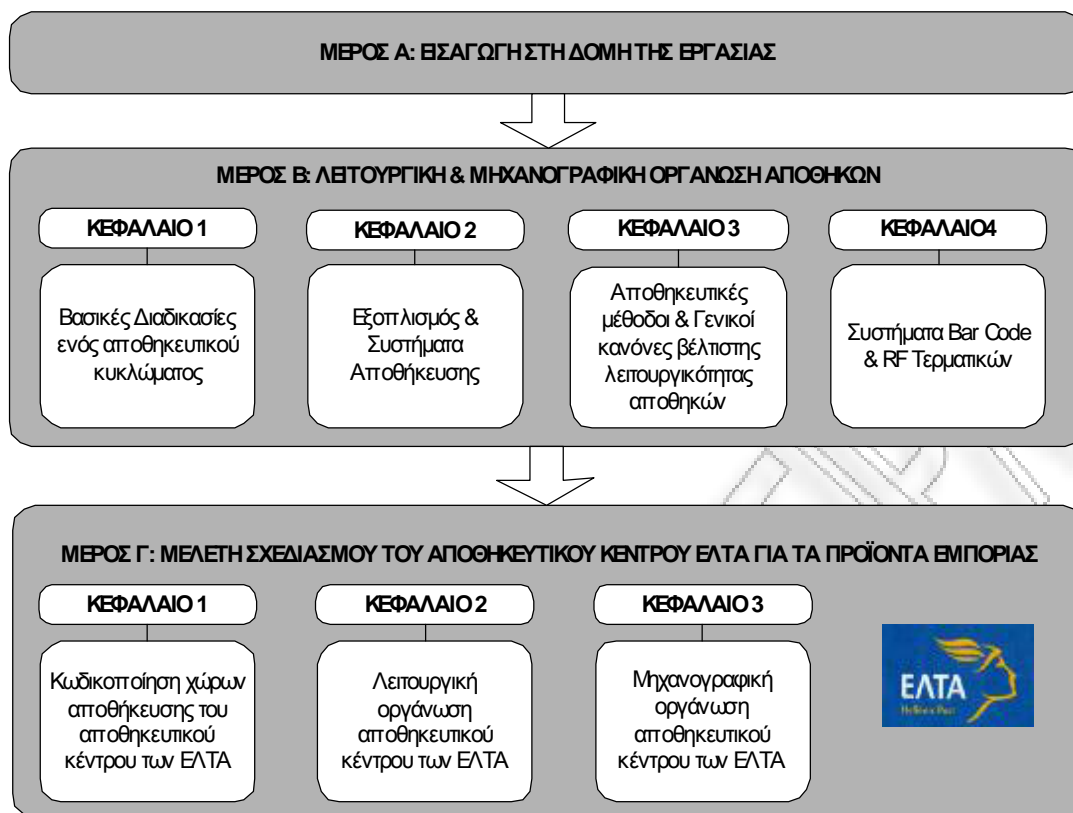 ΜΕΡΟΣ Α: ΕΙΣΑΓΩΓΗ ΣΤΗ ΔΟΜΗ ΤΗΣ ΕΡΓΑΣΙΑΣ
ΜΕΡΟΣ Β: ΛΕΙΤΟΥΡΓΙΚΗ & ΜΗΧΑΝΟΓΡΑΦΙΚΗ ΟΡΓΑΝΩΣΗ ΑΠΟΘΗΚΩΝ
ΚΕΦΑΛΑΙΟ 1
Βασικές Διαδικασίες
ενός αποθηκευτικού
κυκλώματος
ΚΕΦΑΛΑΙΟ 2
Εξοπλισμός &
Συστήματα
Αποθήκευσης
ΚΕΦΑΛΑΙΟ 3
Αποθηκευτικές
μέθοδοι & Γενικοί
κανόνες βέλτιστης
λειτουργικότητας
αποθηκών
ΚΕΦΑΛΑΙΟ4
Συστήματα Bar Code
& RF Τερματικών
ΜΕΡΟΣ Γ: ΜΕΛΕΤΗ ΣΧΕΔΙΑΣΜΟΥ ΤΟΥ ΑΠΟΘΗΚΕΥΤΙΚΟΥ ΚΕΝΤΡΟΥ ΕΛΤΑ ΓΙΑ ΤΑ ΠΡΟΪΟΝΤΑ ΕΜΠΟΡΙΑΣ
ΚΕΦΑΛΑΙΟ 1
Κωδικοποίηση χώρων
αποθήκευσης του
αποθηκευτικού
κέντρου των ΕΛΤΑ
ΚΕΦΑΛΑΙΟ 2
Λειτουργική
οργάνωση
αποθηκευτικού
κέντρου των ΕΛΤΑ
ΚΕΦΑΛΑΙΟ 3
Μηχανογραφική
οργάνωση
αποθηκευτικού
κέντρου των ΕΛΤΑ
ΕΛΤΑ
Hellenic Post